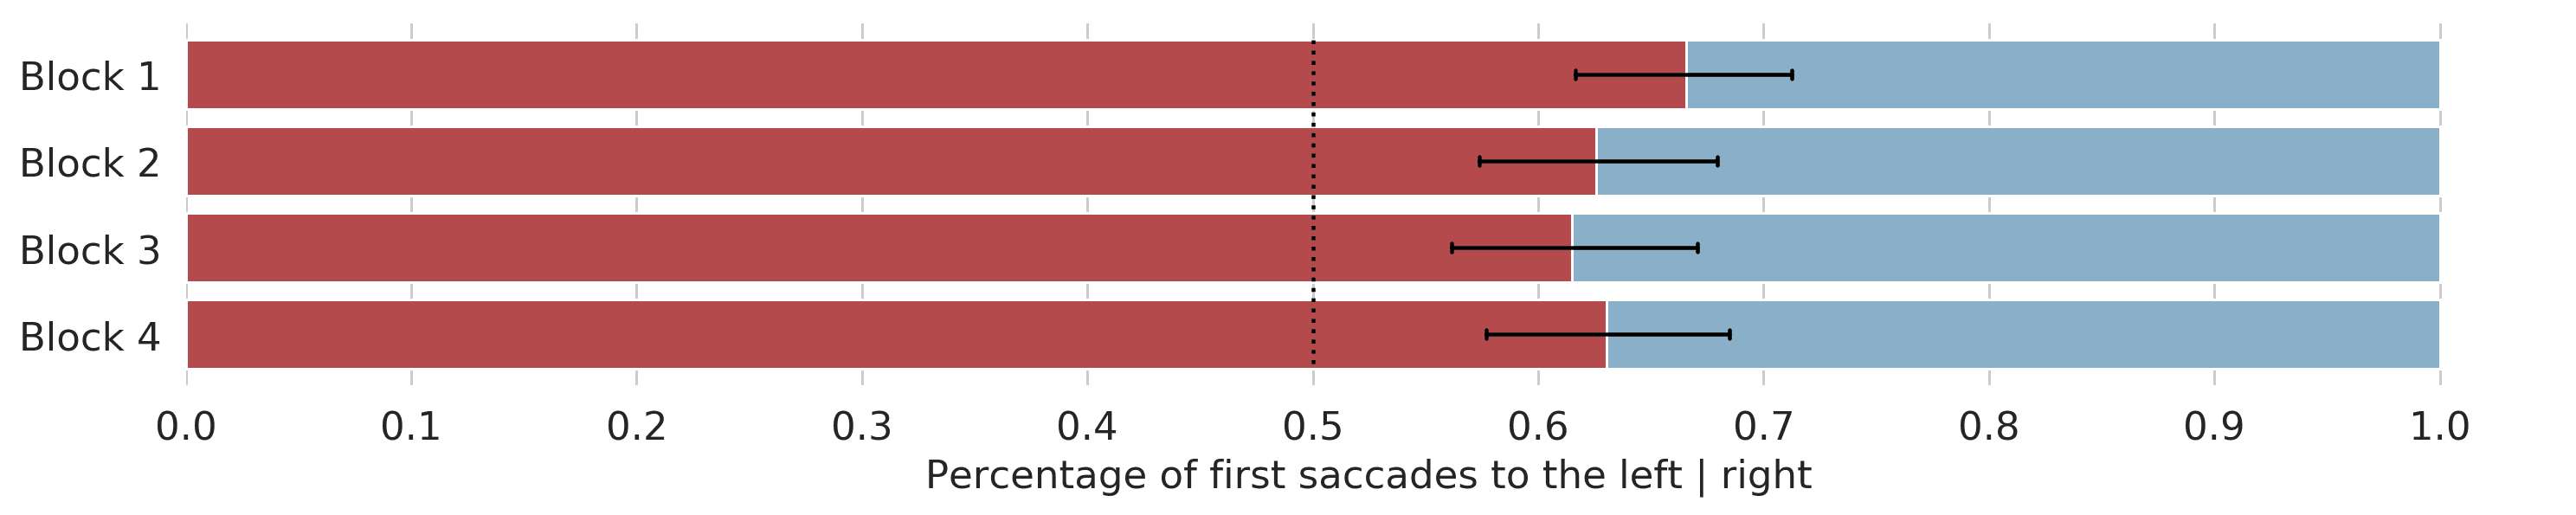 Block 1
Block 2
Block 3
Block 4
0.0 0.1 0.2 0.3 0.4 0.5 0.6 0.7 0.8 0.9 1.0
Percentage of first saccades to the left | right